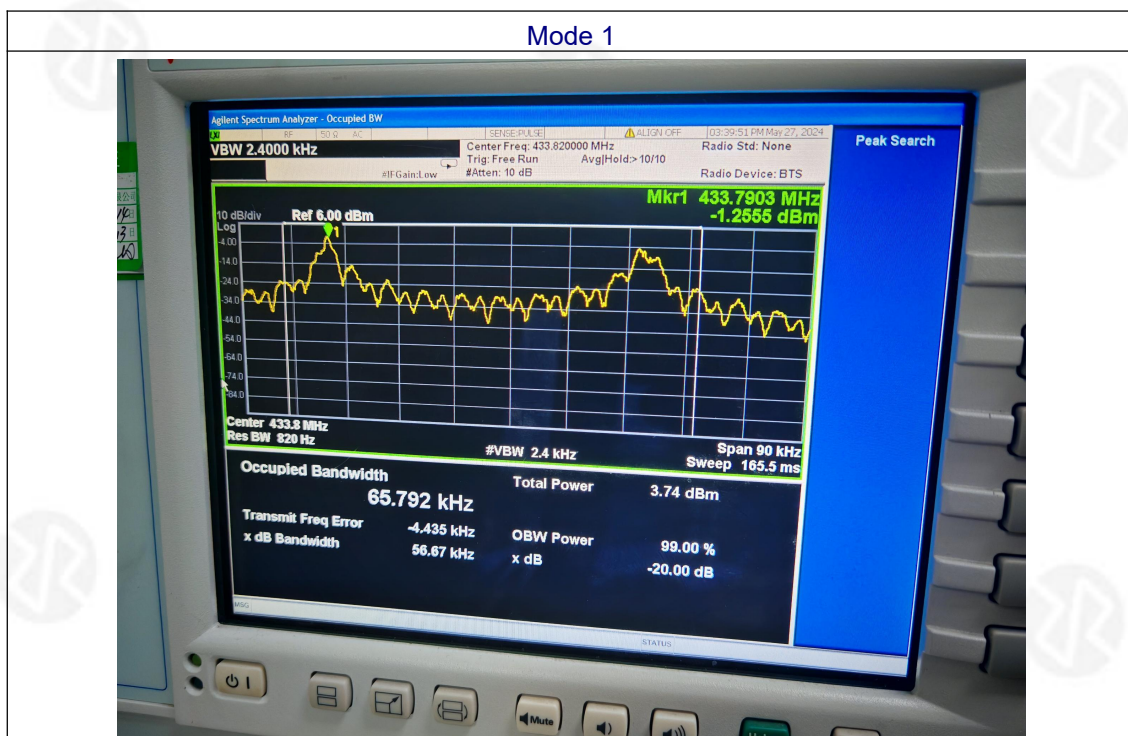 Mode 1
Agilent Spectrum Analyzer - Occupied BW
RF 50 Ω AC SENSE:PULSE ALIGN OFF 03:39:51 PM May 27, 2024
VBW 2.4000 kHz
Center Freq: 433.820000 MHz Radio Std: None
Trig: Free Run Avg|Hold:> 10/10
#IFGain:Low #Atten: 10 dB Radio Device: BTS
Peak Search
Mkr1 433.7903 MHz
-1.2555 dBm
10 dB/div Ref 6.00 dBm
Log
1
-4.00
-14.0
-24.0
-34.0
-44.0
-54.0
-64.0
-74.0
-84.0
Center 433.8 MHz Span 90 kHz
Res BW 820 Hz #VBW 2.4 kHz Sweep 165.5 ms
Occupied Bandwidth Total Power 3.74 dBm
65.792 kHz
Transmit Freq Error -4.435 kHz OBW Power 99.00 %
x dB Bandwidth 56.67 kHz x dB -20.00 dB
MSG STATUS
Mute